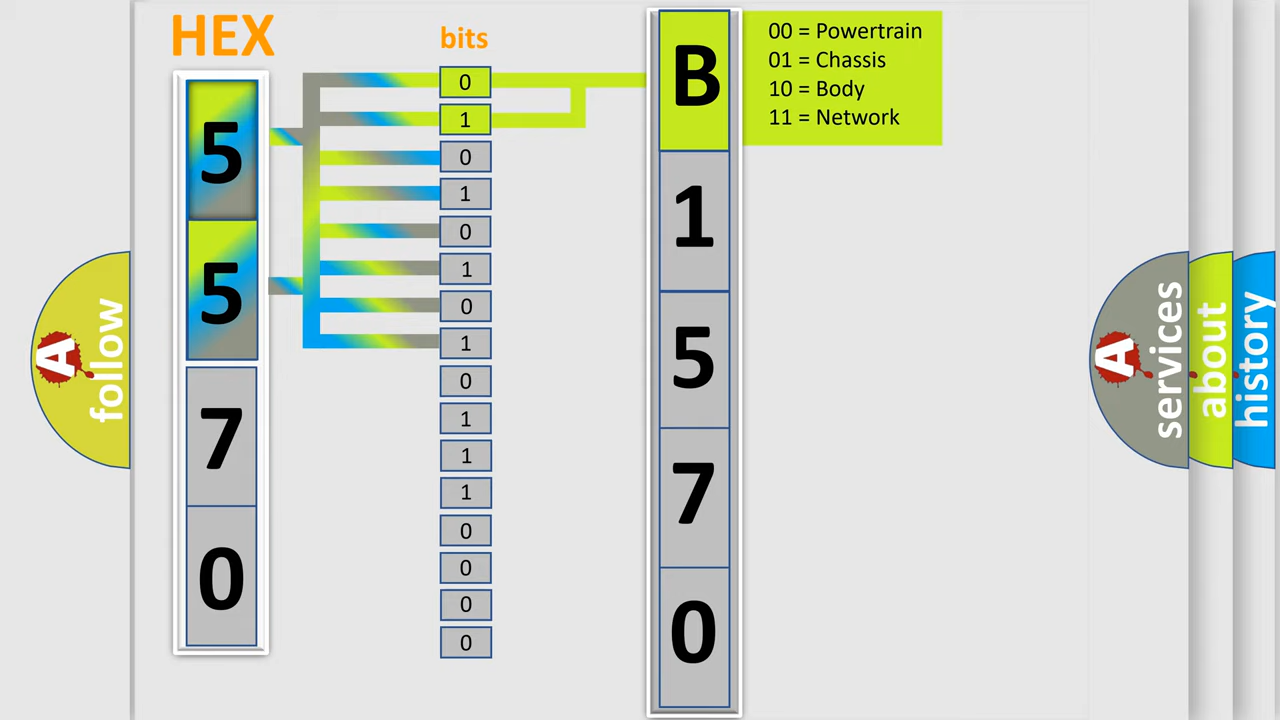 HEX
bits
5
5
7
0
0
1
0
1
0
1
0
1
0
1
1
1
0
0
0
0
B
1
5
7
0
00 = Powertrain
01 = Chassis
10 = Body
11 = Network
A follow
A services
about
history